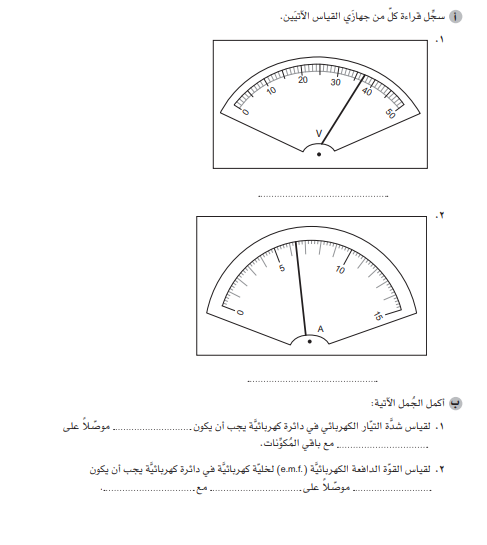 أ سجِّل قراءة كلّ من جهازَي القياس الآتيَين.
١.
0 10 20 30 40 50
V
٢.
0 5 10 15
A
ب أكمل الجُمل الآتية:
١. لقياس شدَّة التيّار الكهربائي في دائرة كهربائيَّة يجب أن يكون ........................ موصّلاً على
........................ مع باقي المُكوِّنات.
٢. لقياس القوّة الدافعة الكهربائيَّة (e.m.f.) لخليَّة كهربائيَّة في دائرة كهربائيَّة يجب أن يكون
........................ موصّلاً على ........................ مع ........................ .